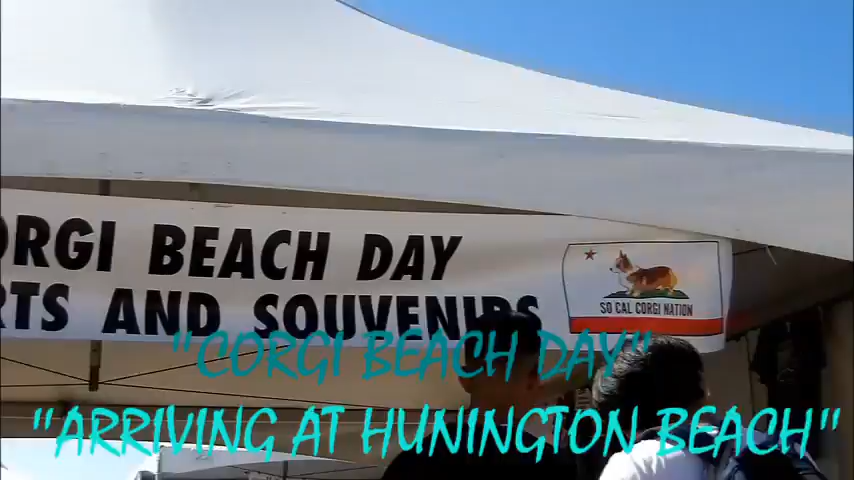 ORGI BEACH DAY
RTS AND SOUVENIRS
SO CAL CORGI NATION
"CORGI BEACH DAY"
"ARRIVING AT HUNINGTON BEACH"